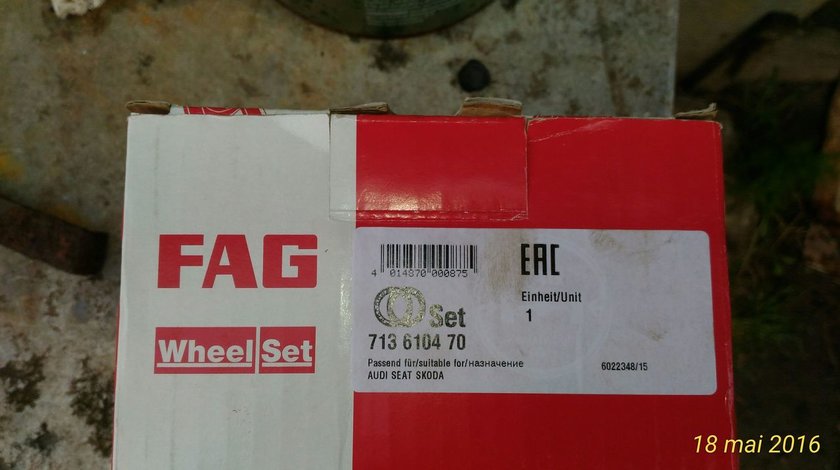 FAG
Wheel Set
4 014870 000875
EAC
Set
Einheit/Unit
1
713 6104 70
Passend für/suitable for/назначение
AUDI SEAT SKODA
6022348/15
18 mai 2016